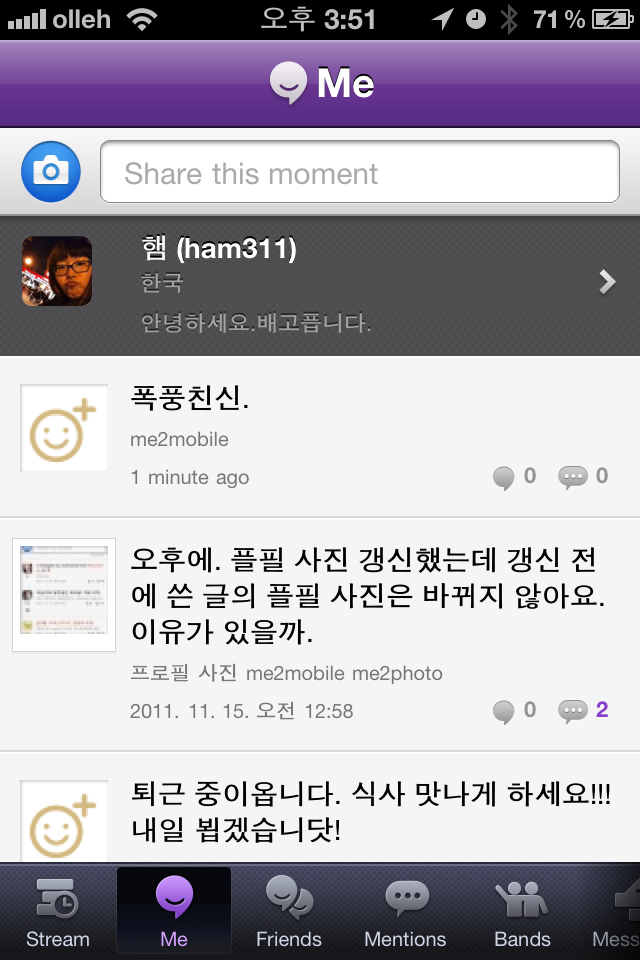 olleh 오후 3:51 71 %
Me
Share this moment
햄 (ham311)
한국
안녕하세요.배고픕니다.
폭풍친신.
me2mobile
1 minute ago 0 0
오후에. 플필 사진 갱신했는데 갱신 전
에 쓴 글의 플필 사진은 바뀌지 않아요.
이유가 있을까.
프로필 사진 me2mobile me2photo
2011. 11. 15. 오전 12:58 0 2
퇴근 중이옵니다. 식사 맛나게 하세요!!!
내일 뵙겠습니닷!
Stream Me Friends Mentions Bands Mess